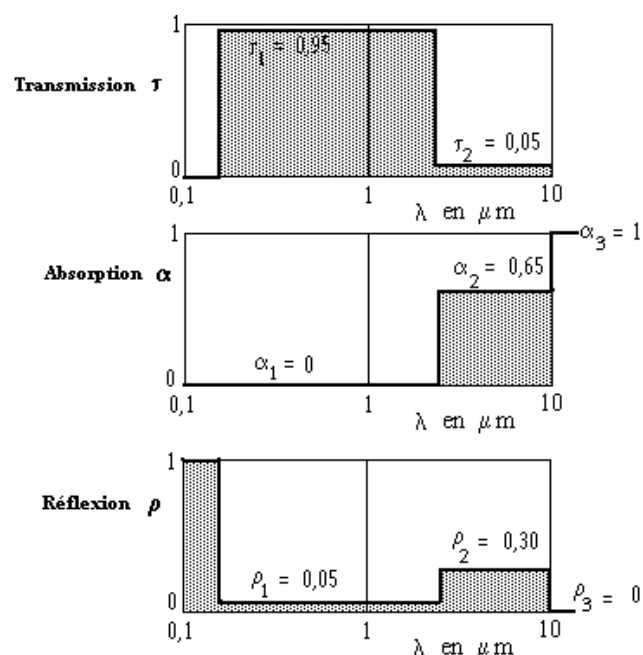 1
τ₁ = 0,95
Transmission τ
τ₂ = 0,05
0
0,1 1 10
λ en μm
1
α₃ = 1
Absorption α
α₂ = 0,65
α₁ = 0
0
0,1 1 10
λ en μm
1
Réflexion ρ
ρ₂ = 0,30
ρ₁ = 0,05
ρ₃ = 0
0
0,1 1 10
λ en μm